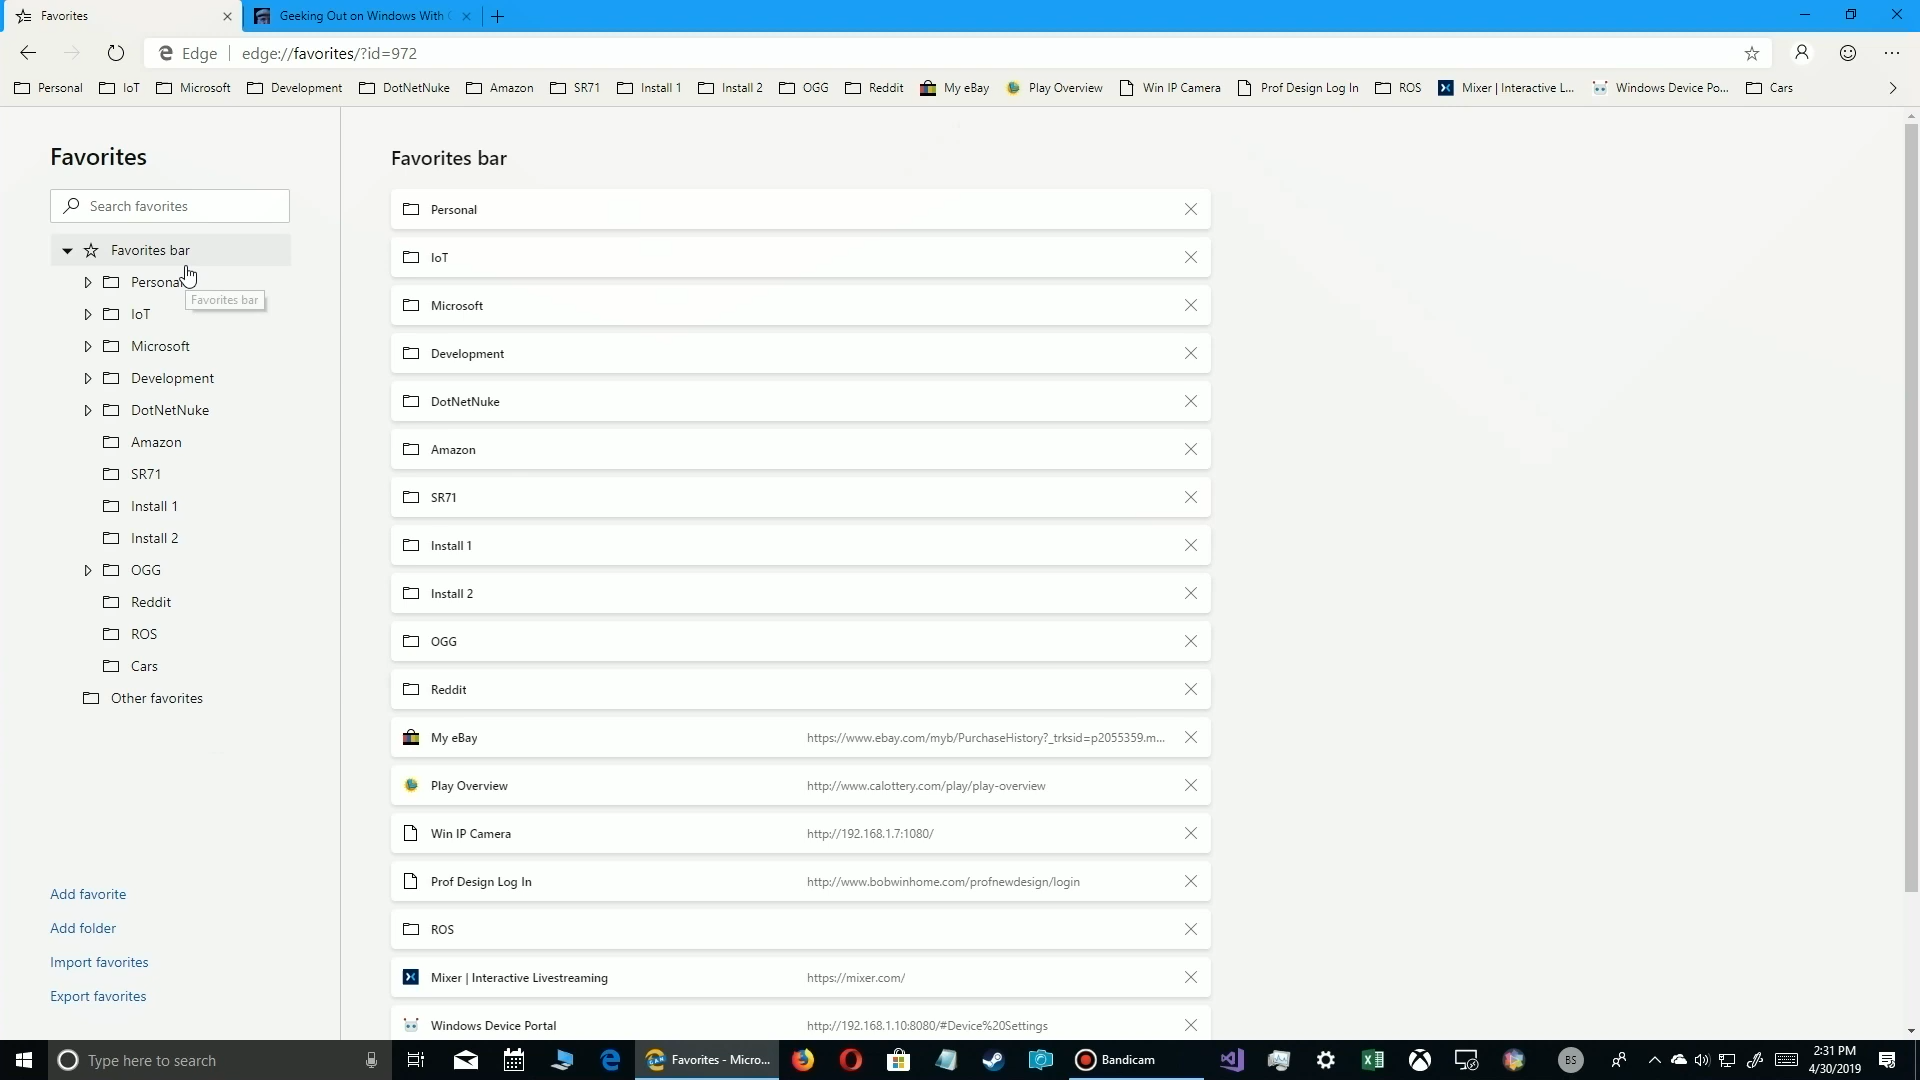 Favorites
Geeking Out on Windows With
Edge
edge://favorites/?id=972
Personal
IoT
Microsoft
Development
DotNetNuke
Amazon
SR71
Install 1
Install 2
OGG
Reddit
My eBay
Play Overview
Win IP Camera
Prof Design Log In
ROS
Mixer | Interactive L...
Windows Device Po...
Cars
Favorites
Search favorites
Favorites bar
Personal
Favorites bar
IoT
Microsoft
Development
DotNetNuke
Amazon
SR71
Install 1
Install 2
OGG
Reddit
ROS
Cars
Other favorites
Add favorite
Add folder
Import favorites
Export favorites
Favorites bar
Personal
IoT
Microsoft
Development
DotNetNuke
Amazon
SR71
Install 1
Install 2
OGG
Reddit
My eBay https://www.ebay.com/myb/PurchaseHistory?_trksid=p2055359.m...
Play Overview http://www.calottery.com/play/play-overview
Win IP Camera http://192.168.1.7:1080/
Prof Design Log In http://www.bobwinhome.com/profnewdesign/login
ROS
Mixer | Interactive Livestreaming https://mixer.com/
Windows Device Portal http://192.168.1.10:8080/#Device%20Settings
Type here to search
Favorites - Micro...
Bandicam
BS
2:31 PM
4/30/2019